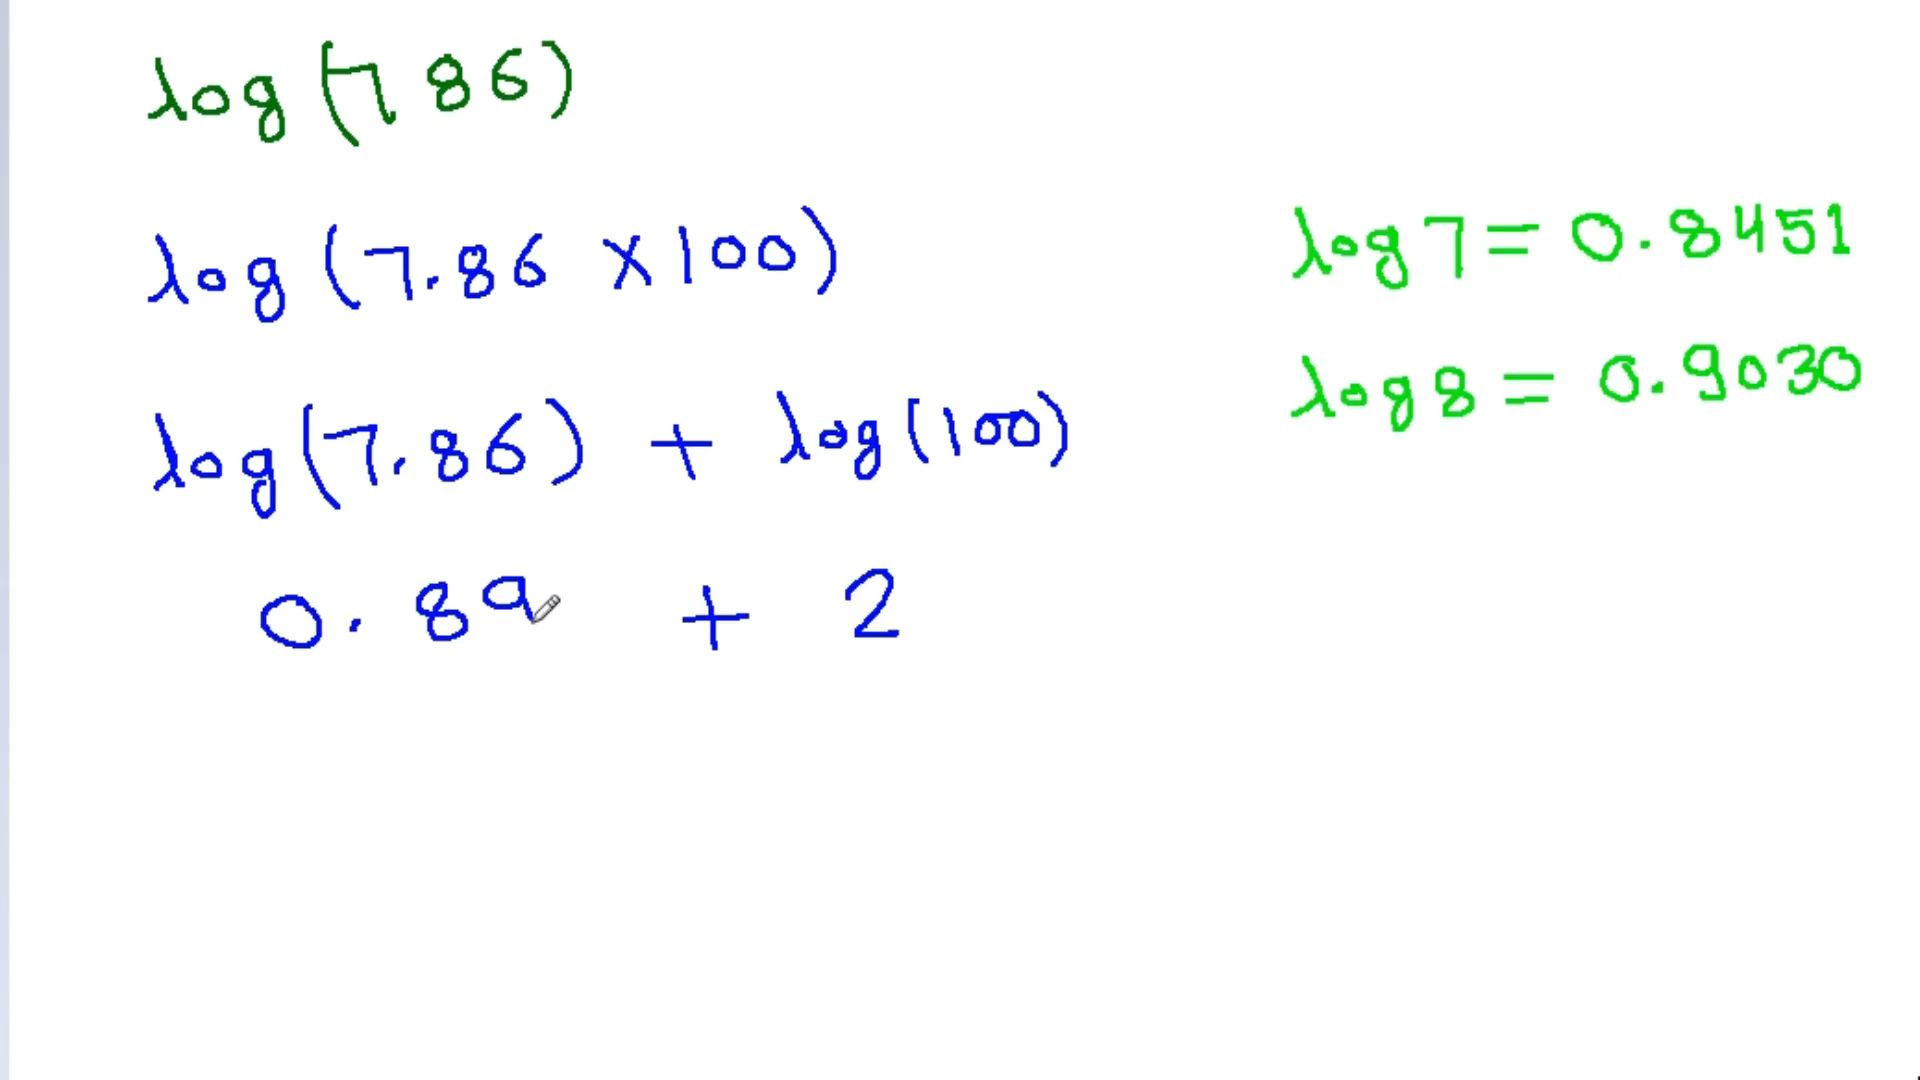 log (786)
log (7.86 × 100)
log (7.86) + log (100)
0.89 + 2
log 7 = 0.8451
log 8 = 0.9030